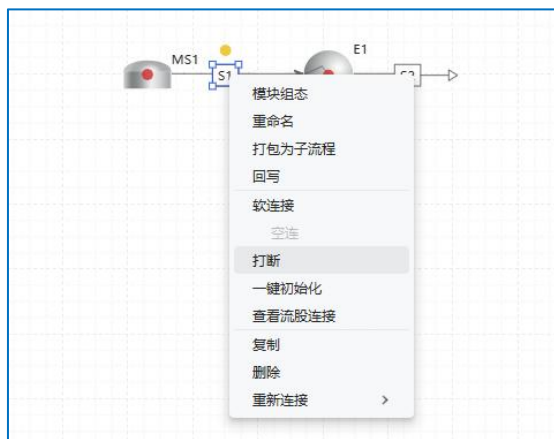 MS1
E1
S1
模块组态
重命名
打包为子流程
回写
软连接
空连
打断
一键初始化
查看流股连接
复制
删除
重新连接